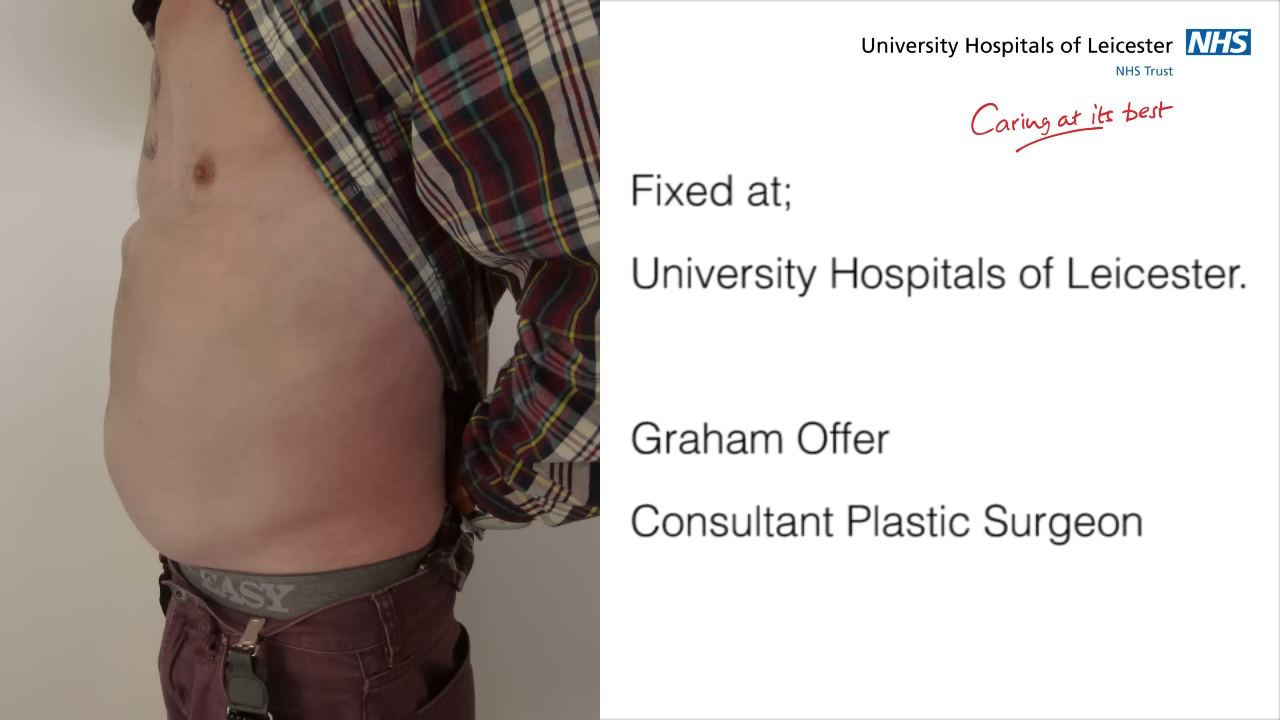 University Hospitals of Leicester NHS
NHS Trust
Caring at its best
Fixed at;
University Hospitals of Leicester.
Graham Offer
Consultant Plastic Surgeon
EASY